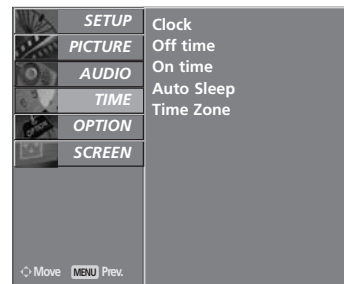 SETUP
PICTURE
AUDIO
TIME
OPTION
SCREEN
Clock
Off time
On time
Auto Sleep
Time Zone
Move MENU Prev.